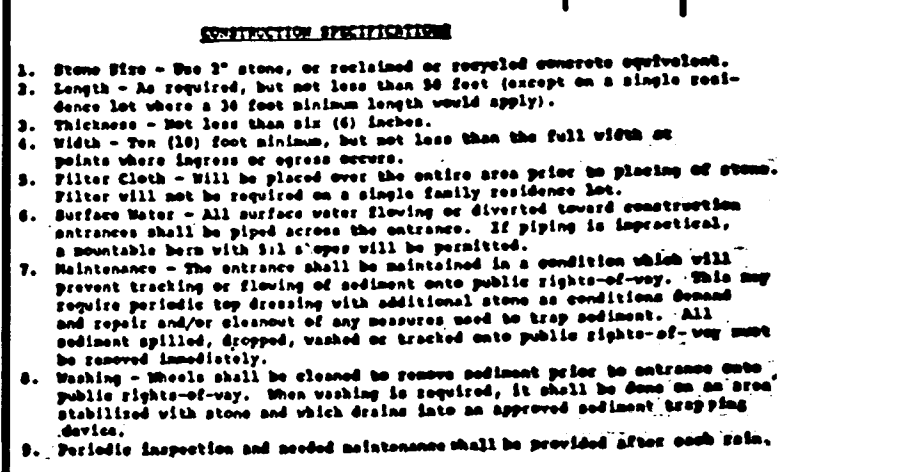 CONSTRUCTION SPECIFICATIONS
1. Stone Size - Use 2" stone, or reclaimed or recycled concrete equivalent.
2. Length - As required, but not less than 50 feet (except on a single resi-
dence lot where a 30 foot minimum length would apply).
3. Thickness - Not less than six (6) inches.
4. Width - Ten (10) foot minimum, but not less than the full width at
points where ingress or egress occurs.
5. Filter Cloth - Will be placed over the entire area prior to placing of stone.
Filter will not be required on a single family residence lot.
6. Surface Water - All surface water flowing or diverted toward construction
entrances shall be piped across the entrance. If piping is impractical,
a mountable berm with 5:1 slopes will be permitted.
7. Maintenance - The entrance shall be maintained in a condition which will
prevent tracking or flowing of sediment onto public rights-of-way. This may
require periodic top dressing with additional stone as conditions demand
and repair and/or cleanout of any measures used to trap sediment. All
sediment spilled, dropped, washed or tracked onto public rights-of-way must
be removed immediately.
8. Washing - Wheels shall be cleaned to remove sediment prior to entrance onto
public rights-of-way. When washing is required, it shall be done on an area
stabilized with stone and which drains into an approved sediment trapping
device.
9. Periodic inspection and needed maintenance shall be provided after each rain.